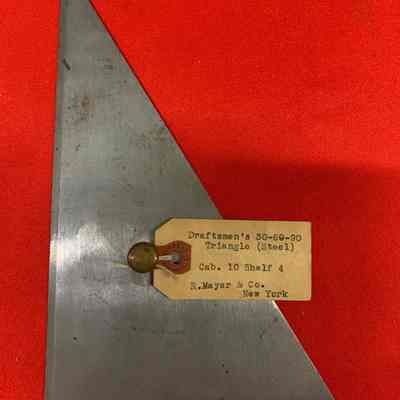 Draftsmen's 30-60-90
Triangle (Steel)
Cab. 10 Shelf 4
R.Mayer & Co.
New York